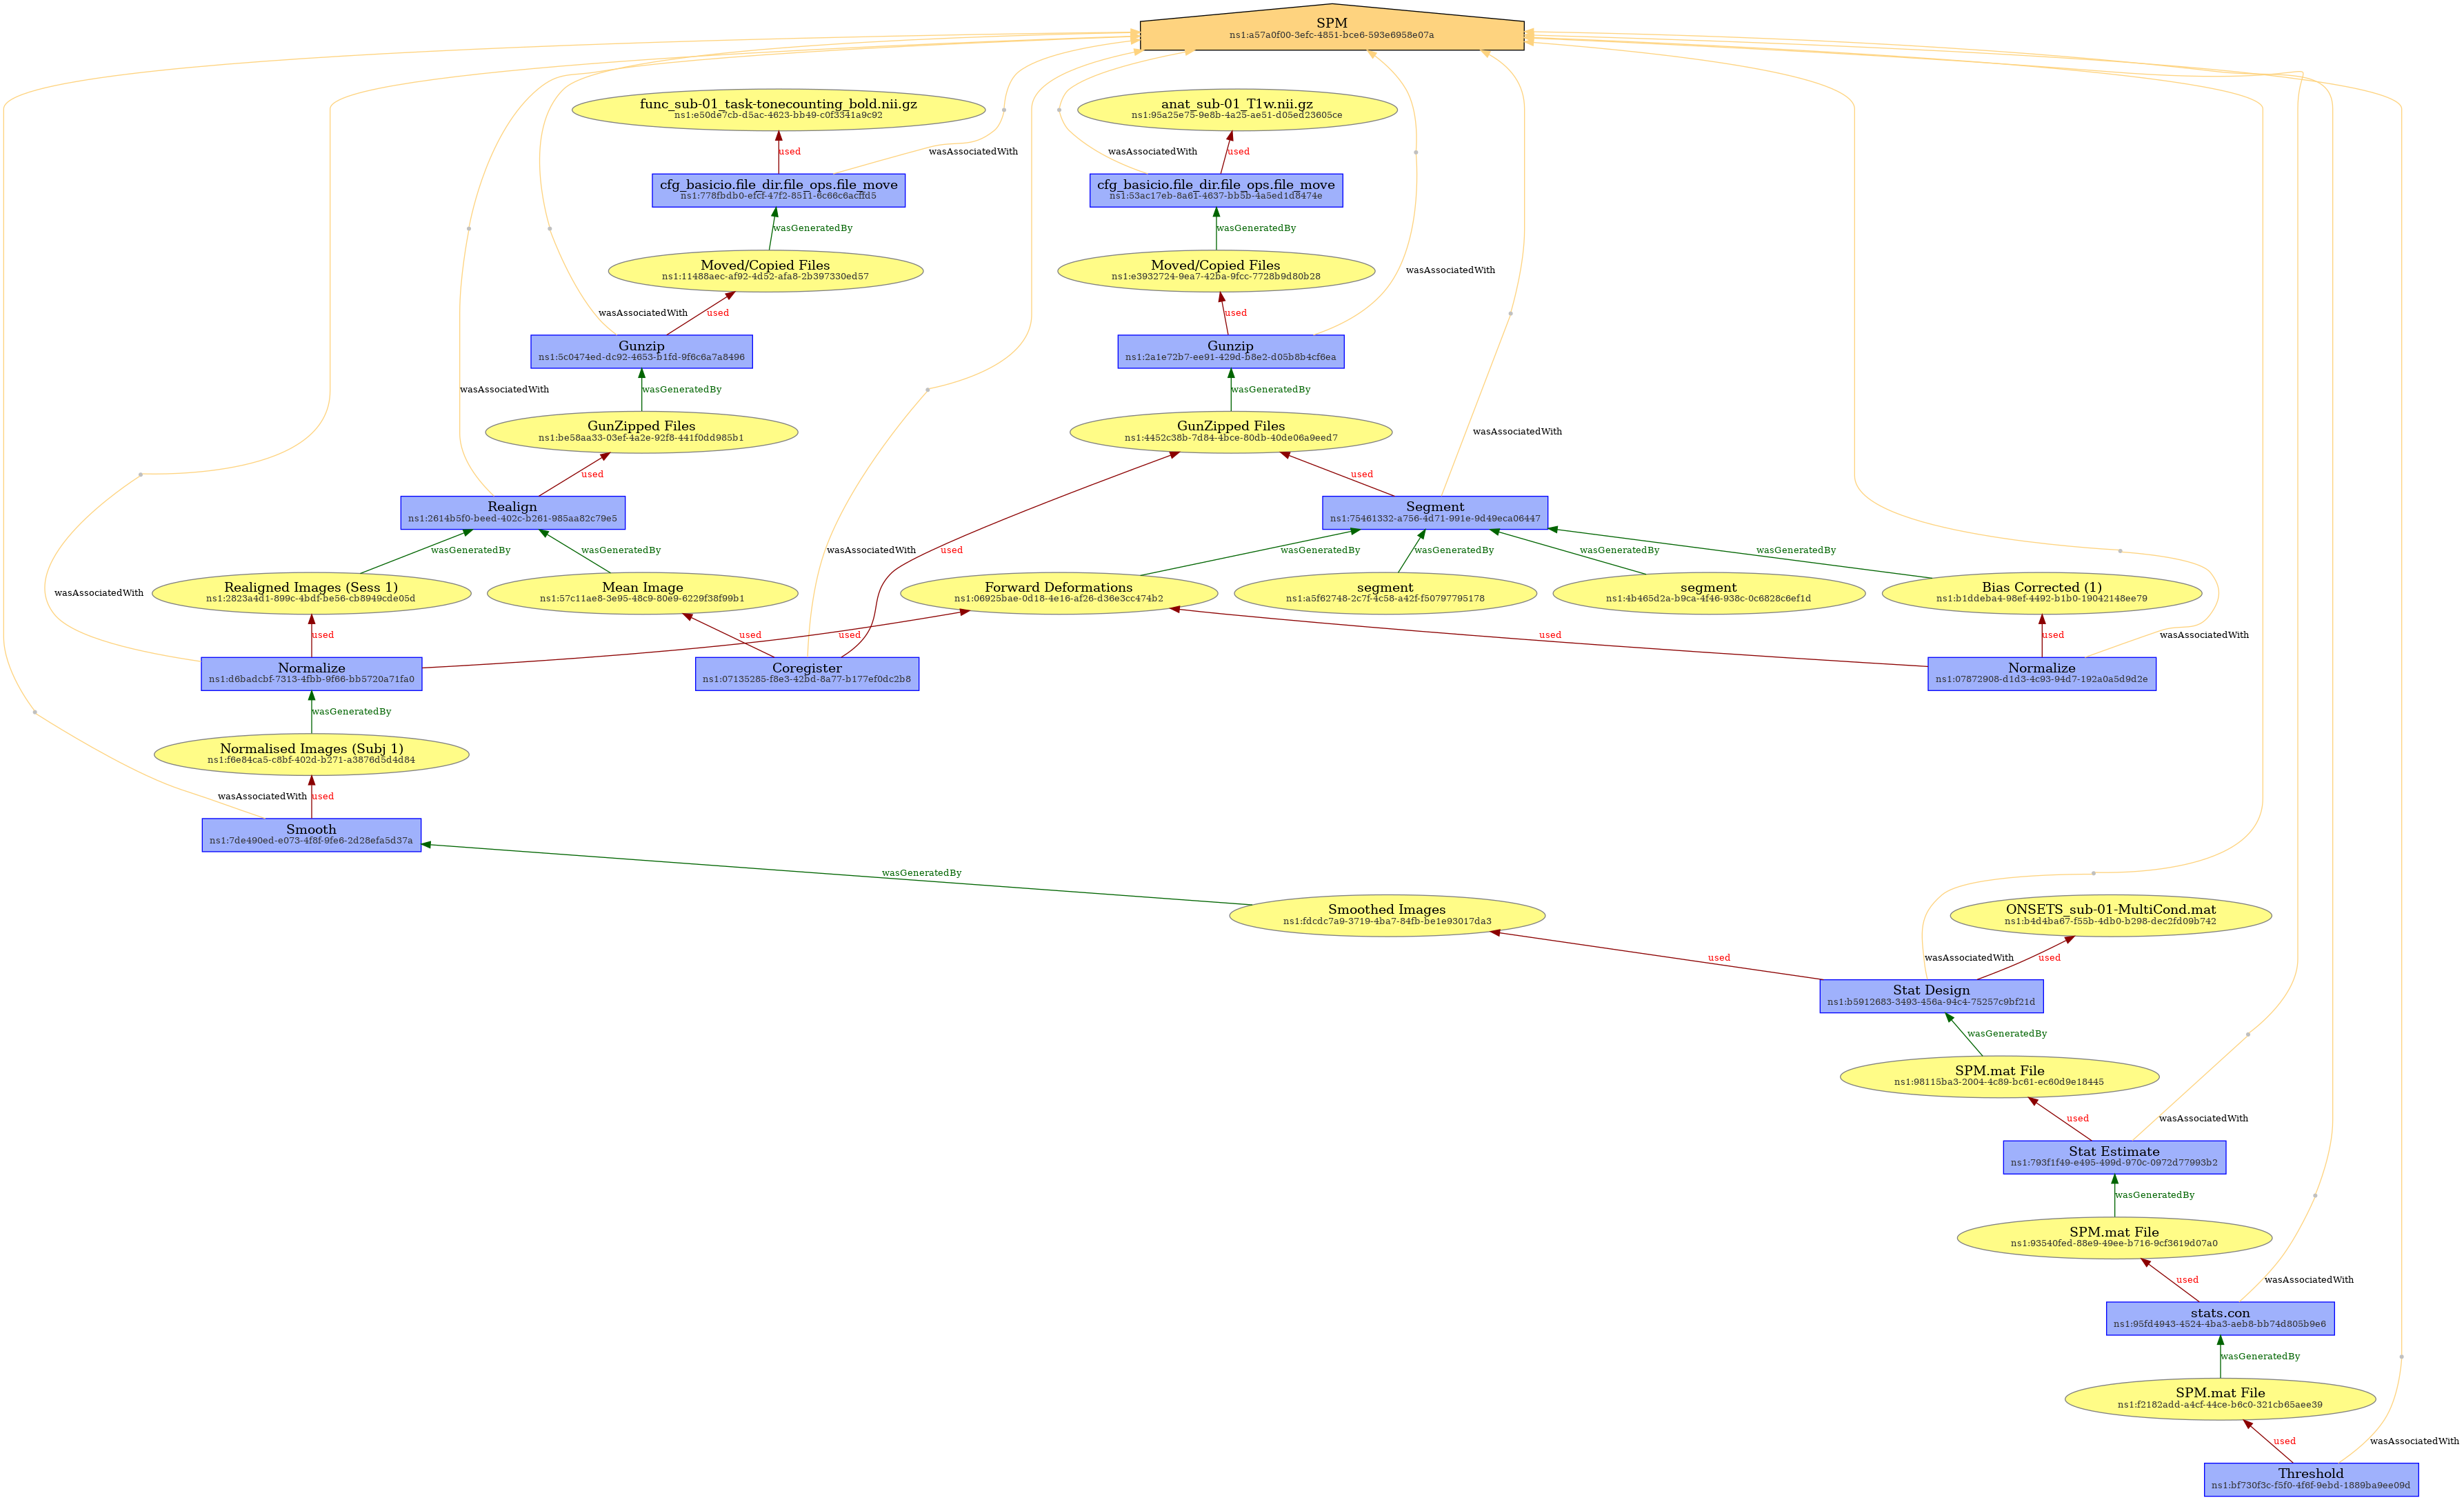 SPM
ns1:a57a0f00-3efc-4851-bce6-593e6958e07a
func_sub-01_task-tonecounting_bold.nii.gz
ns1:e50de7cb-d5ac-4623-bb49-c0f3341a9c92
anat_sub-01_T1w.nii.gz
ns1:95a25e75-9e8b-4a25-ae51-d05ed23605ce
used
wasAssociatedWith
wasAssociatedWith
used
cfg_basicio.file_dir.file_ops.file_move
ns1:778fbdb0-efcf-47f2-8511-6c66c6acffd5
cfg_basicio.file_dir.file_ops.file_move
ns1:53ac17eb-8a61-4637-bb5b-4a5ed1d8474e
wasGeneratedBy
wasGeneratedBy
Moved/Copied Files
ns1:11488aec-af92-4d52-afa8-2b397330ed57
Moved/Copied Files
ns1:e3932724-9ea7-42ba-9fcc-7728b9d80b28
wasAssociatedWith
wasAssociatedWith
used
used
Gunzip
ns1:5c0474ed-dc92-4653-b1fd-9f6c6a7a8496
Gunzip
ns1:2a1e72b7-ee91-429d-b8e2-d05b8b4cf6ea
wasAssociatedWith
wasGeneratedBy
wasGeneratedBy
GunZipped Files
ns1:be58aa33-03ef-4a2e-92f8-441f0dd985b1
GunZipped Files
ns1:4452c38b-7d84-4bce-80db-40de06a9eed7
wasAssociatedWith
used
used
Realign
ns1:2614b5f0-beed-402c-b261-985aa82c79e5
Segment
ns1:75461332-a756-4d71-991e-9d49eca06447
wasGeneratedBy
wasGeneratedBy
wasAssociatedWith
used
wasGeneratedBy
wasGeneratedBy
wasGeneratedBy
wasGeneratedBy
wasAssociatedWith
Realigned Images (Sess 1)
ns1:2823a4d1-899c-4bdf-be56-cb8949cde05d
Mean Image
ns1:57c11ae8-3e95-48c9-80e9-6229f38f99b1
Forward Deformations
ns1:06925bae-0d18-4e16-af26-d36e3cc474b2
segment
ns1:a5f62748-2c7f-4c58-a42f-f50797795178
segment
ns1:4b465d2a-b9ca-4f46-938c-0c6828c6ef1d
Bias Corrected (1)
ns1:b1ddeba4-98ef-4492-b1b0-19042148ee79
used
used
used
used
used
wasAssociatedWith
Normalize
ns1:d6badcbf-7313-4fbb-9f66-bb5720a71fa0
Coregister
ns1:07135285-f8e3-42bd-8a77-b177ef0dc2b8
Normalize
ns1:07872908-d1d3-4c93-94d7-192a0a5d9d2e
wasGeneratedBy
Normalised Images (Subj 1)
ns1:f6e84ca5-c8bf-402d-b271-a3876d5d4d84
wasAssociatedWith
used
Smooth
ns1:7de490ed-e073-4f8f-9fe6-2d28efa5d37a
wasGeneratedBy
Smoothed Images
ns1:fdcdc7a9-3719-4ba7-84fb-be1e93017da3
ONSETS_sub-01-MultiCond.mat
ns1:b4d4ba67-f55b-4db0-b298-dec2fd09b742
used
wasAssociatedWith
used
Stat Design
ns1:b5912683-3493-456a-94c4-75257c9bf21d
wasGeneratedBy
SPM.mat File
ns1:98115ba3-2004-4c89-bc61-ec60d9e18445
used
wasAssociatedWith
Stat Estimate
ns1:793f1f49-e495-499d-970c-0972d77993b2
wasGeneratedBy
SPM.mat File
ns1:93540fed-88e9-49ee-b716-9cf3619d07a0
used
wasAssociatedWith
stats.con
ns1:95fd4943-4524-4ba3-aeb8-bb74d805b9e6
wasGeneratedBy
SPM.mat File
ns1:f2182add-a4cf-44ce-b6c0-321cb65aee39
used
wasAssociatedWith
Threshold
ns1:bf730f3c-f5f0-4f6f-9ebd-1889ba9ee09d